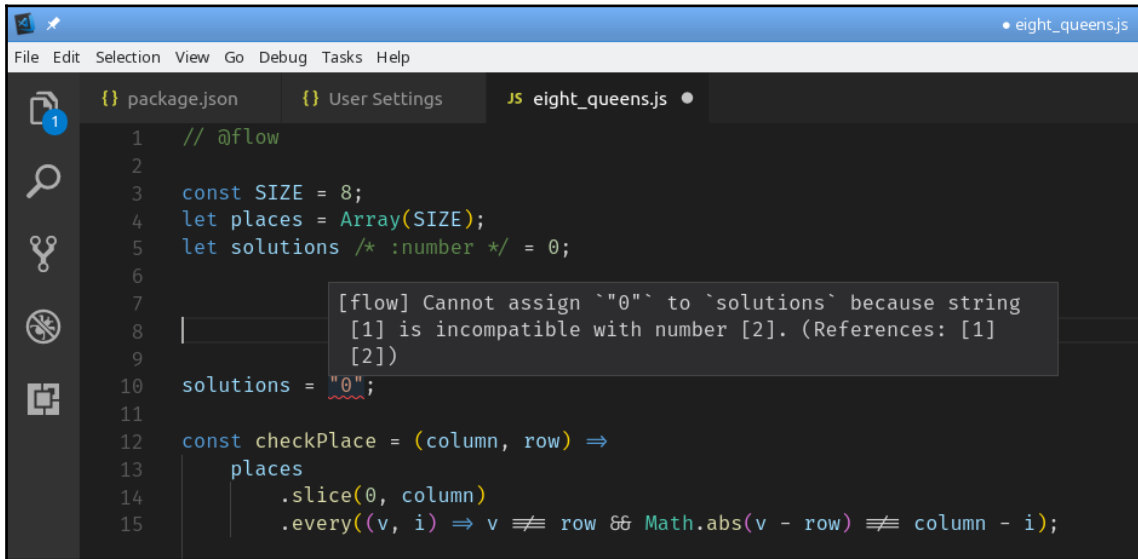 ● eight_queens.js
File Edit Selection View Go Debug Tasks Help
{} package.json {} User Settings JS eight_queens.js ●
1
1 // @flow
2
3 const SIZE = 8;
4 let places = Array(SIZE);
5 let solutions /* :number */ = 0;
6
[flow] Cannot assign `"0"` to `solutions` because string
7
[1] is incompatible with number [2]. (References: [1]
8
[2])
9
10 solutions = "0";
11
12 const checkPlace = (column, row) =>
13 places
14 .slice(0, column)
15 .every((v, i) => v !== row && Math.abs(v - row) !== column - i);